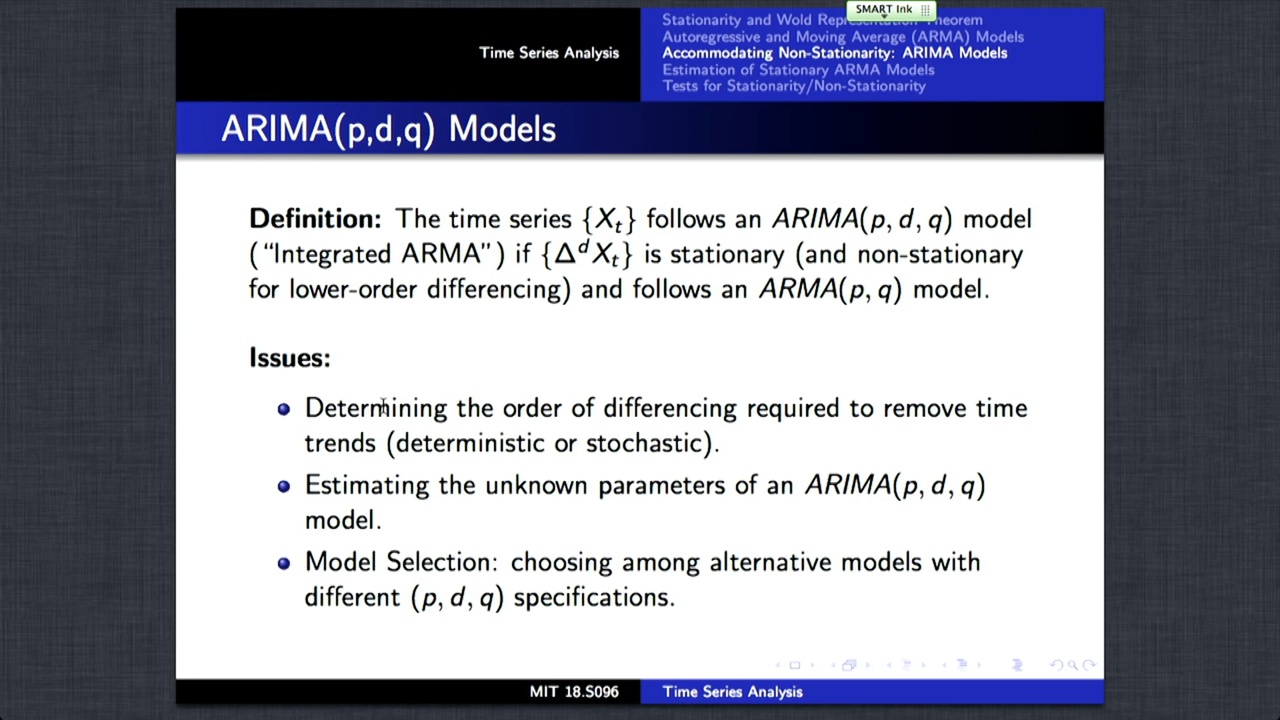 SMART Ink
Time Series Analysis
Stationarity and Wold Representation Theorem
Autoregressive and Moving Average (ARMA) Models
Accommodating Non-Stationarity: ARIMA Models
Estimation of Stationary ARMA Models
Tests for Stationarity/Non-Stationarity
ARIMA(p,d,q) Models
Definition: The time series {Xₜ} follows an ARIMA(p, d, q) model
(“Integrated ARMA”) if {ΔᵈXₜ} is stationary (and non-stationary
for lower-order differencing) and follows an ARMA(p, q) model.
Issues:
Determining the order of differencing required to remove time
trends (deterministic or stochastic).
Estimating the unknown parameters of an ARIMA(p, d, q)
model.
Model Selection: choosing among alternative models with
different (p, d, q) specifications.
MIT 18.S096
Time Series Analysis